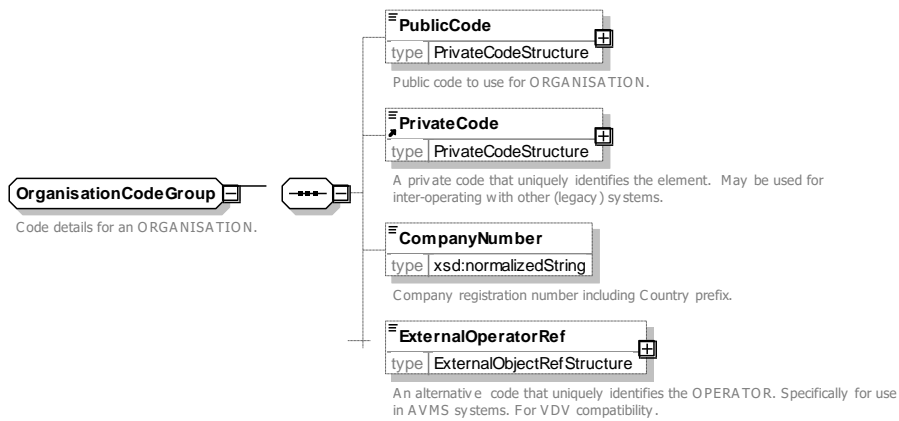 PublicCode
type PrivateCodeStructure
Public code to use for ORGANISATION.
PrivateCode
type PrivateCodeStructure
A private code that uniquely identifies the element. May be used for
inter-operating with other (legacy) systems.
OrganisationCodeGroup
Code details for an ORGANISATION.
CompanyNumber
type xsd:normalizedString
Company registration number including Country prefix.
ExternalOperatorRef
type ExternalObjectRefStructure
An alternative code that uniquely identifies the OPERATOR. Specifically for use
in AVMS systems. For VDV compatibility.